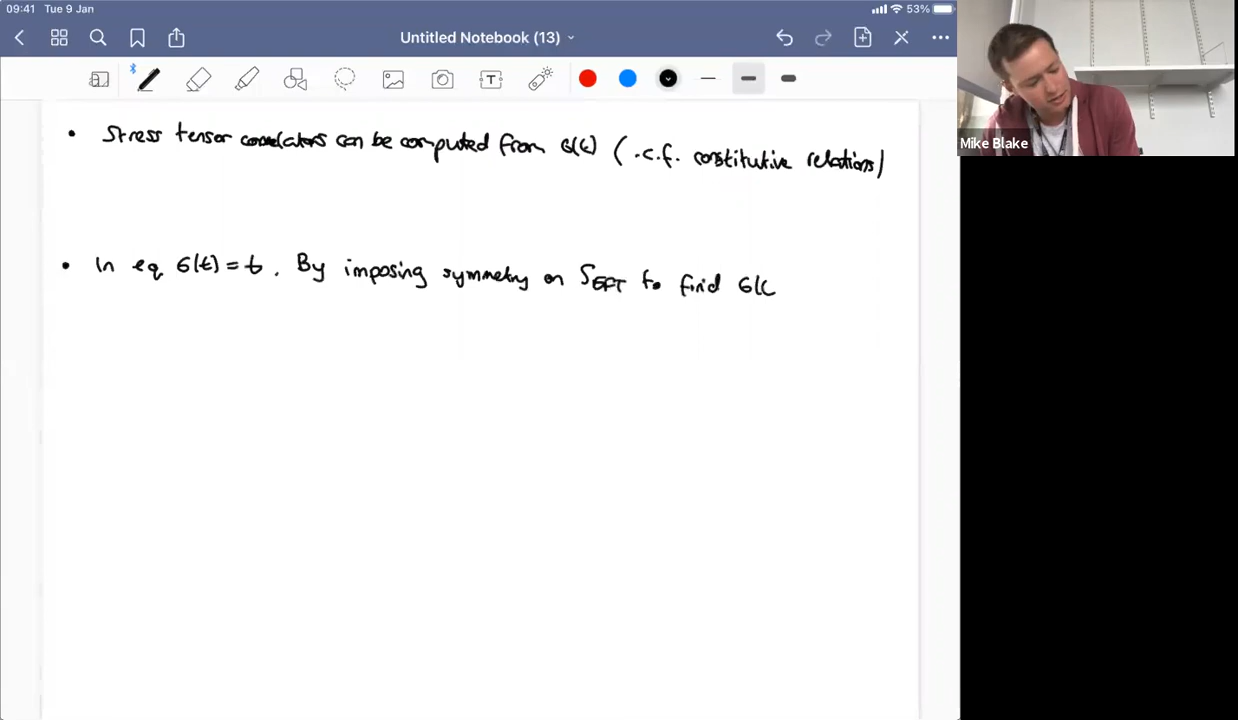 09:41 Tue 9 Jan
53%
Untitled Notebook (13)
T
Mike Blake
• Stress tensor correlators can be computed from σ(t) ( .c.f. constitutive relations)
• In eq σ(t) = t . By imposing symmetry on SEFT to find σ(t